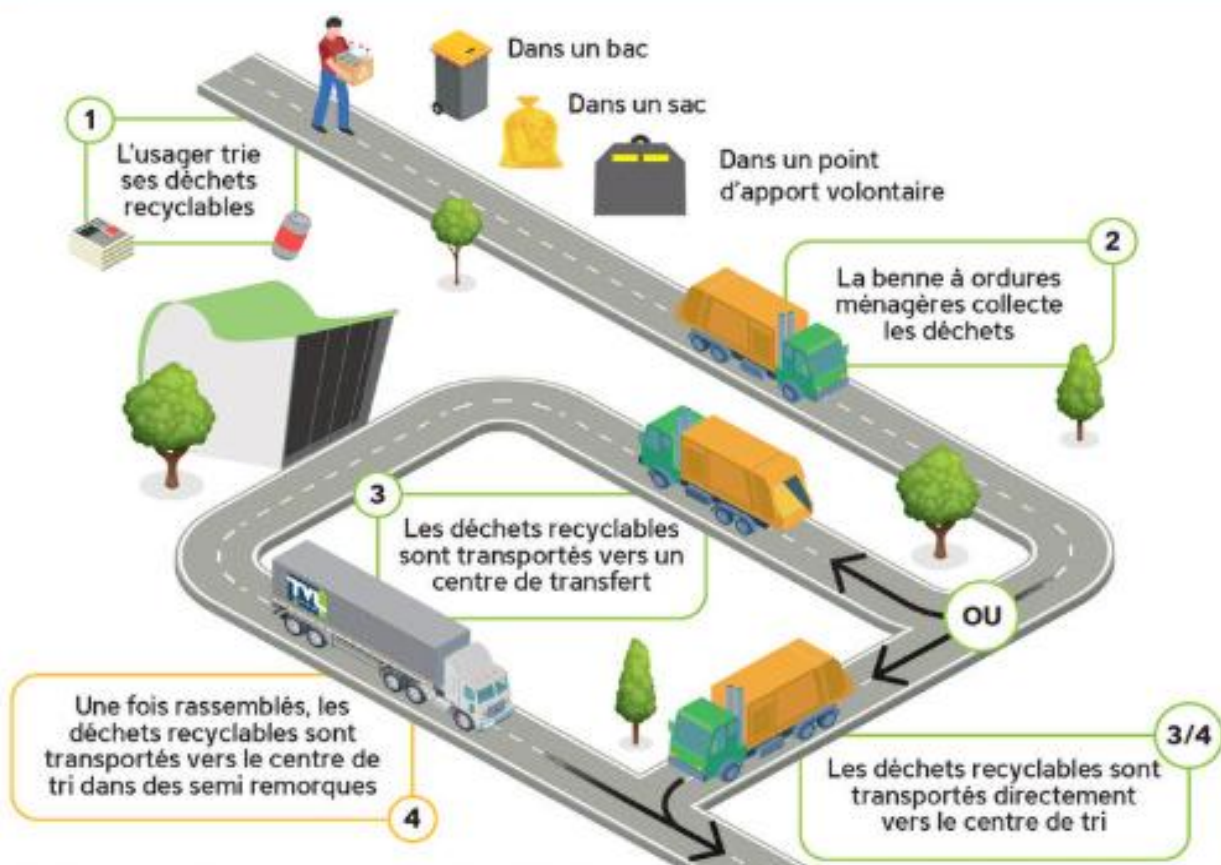 Dans un bac
Dans un sac
Dans un point
d'apport volontaire
1
L'usager trie
ses déchets
recyclables
2
La benne à ordures
ménagères collecte
les déchets
3
Les déchets recyclables
sont transportés vers un
centre de transfert
OU
Une fois rassemblés, les
déchets recyclables sont
transportés vers le centre de
tri dans des semi remorques
4
3/4
Les déchets recyclables sont
transportés directement
vers le centre de tri